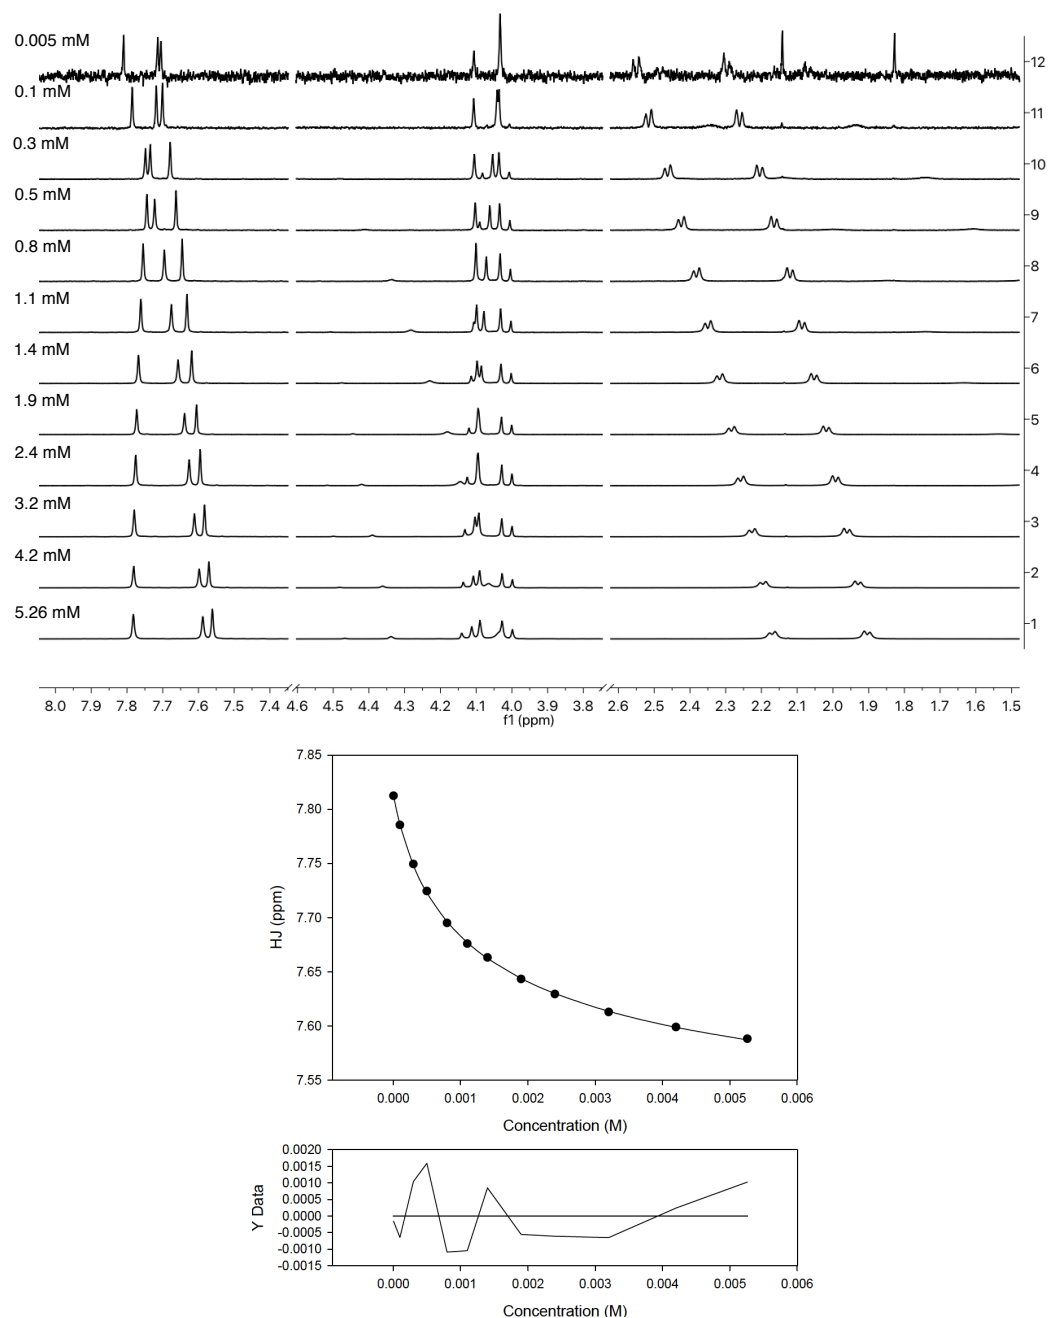 0.005 mM
12
0.1 mM
11
0.3 mM
10
0.5 mM
9
0.8 mM
8
1.1 mM
7
1.4 mM
6
1.9 mM
5
2.4 mM
4
3.2 mM
3
4.2 mM
2
5.26 mM
1
8.0 7.9 7.8 7.7 7.6 7.5 7.4 4.6 4.5 4.4 4.3 4.2 4.1 4.0 3.9 3.8 2.6 2.5 2.4 2.3 2.2 2.1 2.0 1.9 1.8 1.7 1.6 1.5
f1 (ppm)
7.85
7.80
7.75
7.70
7.65
7.60
7.55
HJ (ppm)
0.000 0.001 0.002 0.003 0.004 0.005 0.006
Concentration (M)
0.0020
0.0015
0.0010
0.0005
0.0000
-0.0005
-0.0010
-0.0015
Y Data
0.000 0.001 0.002 0.003 0.004 0.005 0.006
Concentration (M)